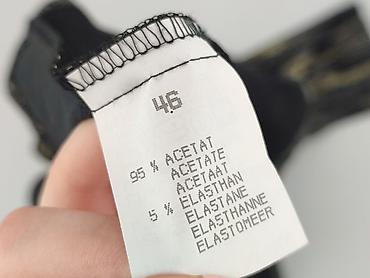 46
95 % ACETAT
ACETATE
ACETAAT
5 % ELASTHAN
ELASTANE
ELASTHANNE
ELASTOMEER